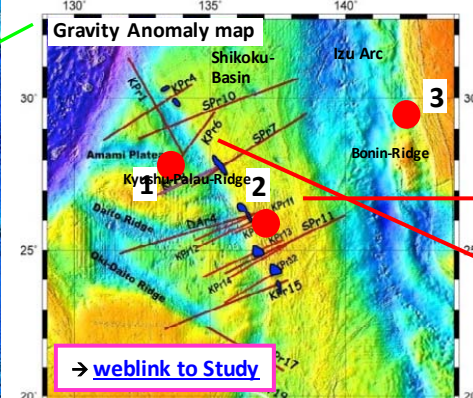 Gravity Anomaly map
135°
140°
Shikoku-
Basin
Izu Arc
KPr1
KPr4
SPr10
30°
30
3
KPr6
SPr7
Bonin-Ridge
Amami Plateau
Kyushu-Palau-Ridge
1
2
Daito Ridge
DAr4
KPr11
SPr11
KPr13
25°
25
KPr14
KPr32
KPr15
Oki-Daito Ridge
→ weblink to Study
20°
20